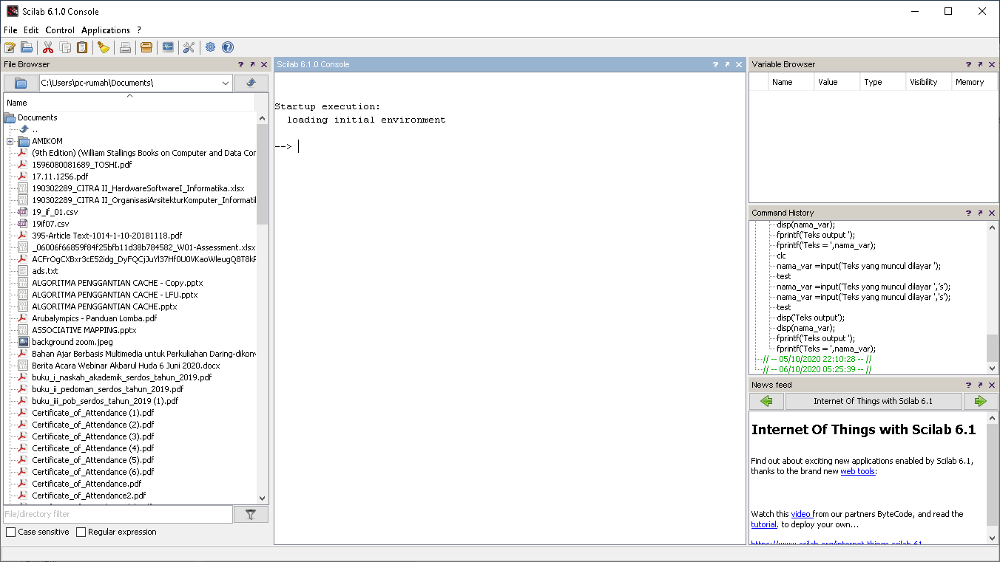 Scilab 6.1.0 Console
File Edit Control Applications ?
File Browser
C:\Users\pc-rumah\Documents\
Name
Documents
..
AMIKOM
(9th Edition) (William Stallings Books on Computer and Data Cor
1596080081689_TOSHI.pdf
17.11.1256.pdf
190302289_CITRA II_HardwareSoftwareI_Informatika.xlsx
190302289_CITRA II_OrganisasiArsitekturKomputer_Informati
19_if_01.csv
19if07.csv
395-Article Text-1014-1-10-20181118.pdf
_06006f66859f84f25bfb11d38b784582_W01-Assessment.xlsx
ads.txt
ALGORITMA PENGGANTIAN CACHE - Copy.pptx
ALGORITMA PENGGANTIAN CACHE - LFU.pptx
ALGORITMA PENGGANTIAN CACHE.pptx
Arubalympics - Panduan Lomba.pdf
ASSOCIATIVE MAPPING.pptx
background zoom.jpeg
Bahan Ajar Berbasis Multimedia untuk Perkuliahan Daring-dikonv
Berita Acara Webinar Akbarul Huda 6 Juni 2020.docx
buku_i_naskah_akademik_serdos_tahun_2019.pdf
buku_ii_pedoman_serdos_tahun_2019.pdf
buku_iii_pob_serdos_tahun_2019 (1).pdf
Certificate_of_Attendance (1).pdf
Certificate_of_Attendance (2).pdf
Certificate_of_Attendance (3).pdf
Certificate_of_Attendance (4).pdf
Certificate_of_Attendance (5).pdf
Certificate_of_Attendance (6).pdf
Certificate_of_Attendance.pdf
Certificate_of_Attendance2.pdf
File/directory filter
Case sensitive Regular expression
Scilab 6.1.0 Console
Startup execution:
loading initial environment
-->
Variable Browser
Name Value Type Visibility Memory
Command History
disp(nama_var);
fprintf('Teks output ');
fprintf('Teks = ',nama_var);
clc
nama_var =input('Teks yang muncul dilayar ');
test
nama_var =input('Teks yang muncul dilayar ','s');
nama_var =input('Teks yang muncul dilayar ','s');
test
disp('Teks output');
disp(nama_var);
fprintf('Teks output ');
fprintf('Teks = ',nama_var);
// -- 05/10/2020 22:10:28 -- //
// -- 06/10/2020 05:25:39 -- //
News feed
Internet Of Things with Scilab 6.1
Internet Of Things with Scilab 6.1
Find out about exciting new applications enabled by Scilab 6.1,
thanks to the brand new web tools:
Watch this video from our partners ByteCode, and read the
tutorial. to deploy your own...